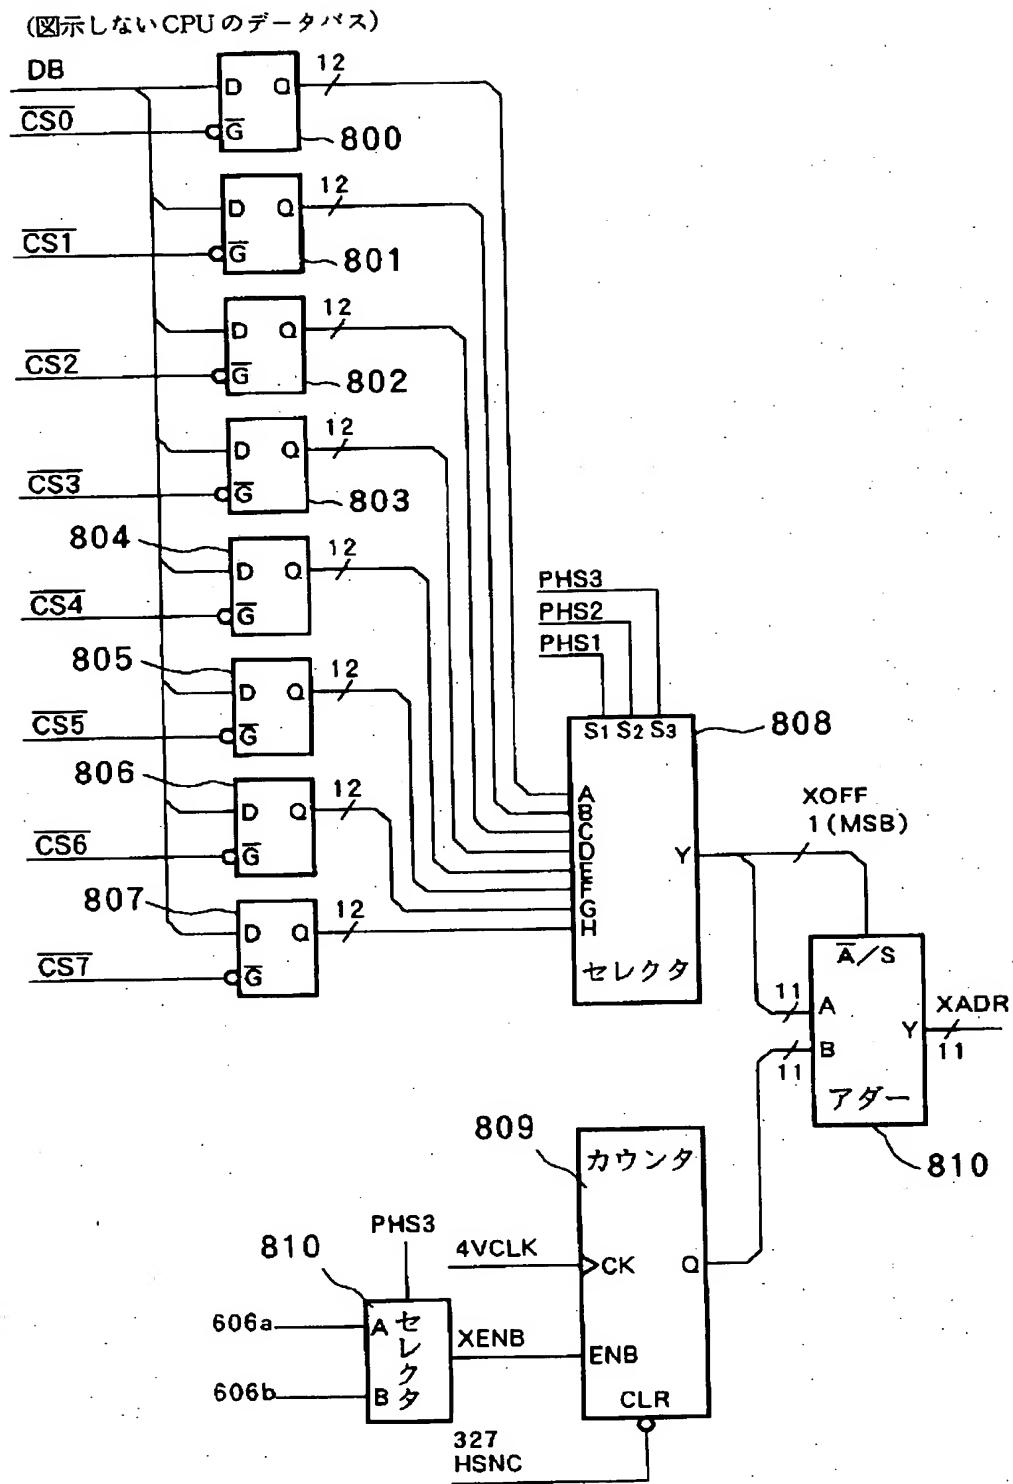 (図示しないCPUのデータバス)
DB
D Q
12
CS0
G
800
D Q
12
CS1
G
801
D Q
12
CS2
G
802
D Q
12
CS3
G
803
804
D Q
12
CS4
G
805
D Q
12
CS5
G
806
D Q
12
CS6
G
807
D Q
12
CS7
G
PHS3
PHS2
PHS1
S1 S2 S3
808
A
B
C
D
E
F
G
H
Y
セレクタ
XOFF
1(MSB)
A/S
11
A
B
11
Y
XADR
11
アダー
810
809
カウンタ
4VCLK
CK
Q
ENB
CLR
PHS3
810
606a
A
セレクタ
606b
B
XENB
327
HSNC